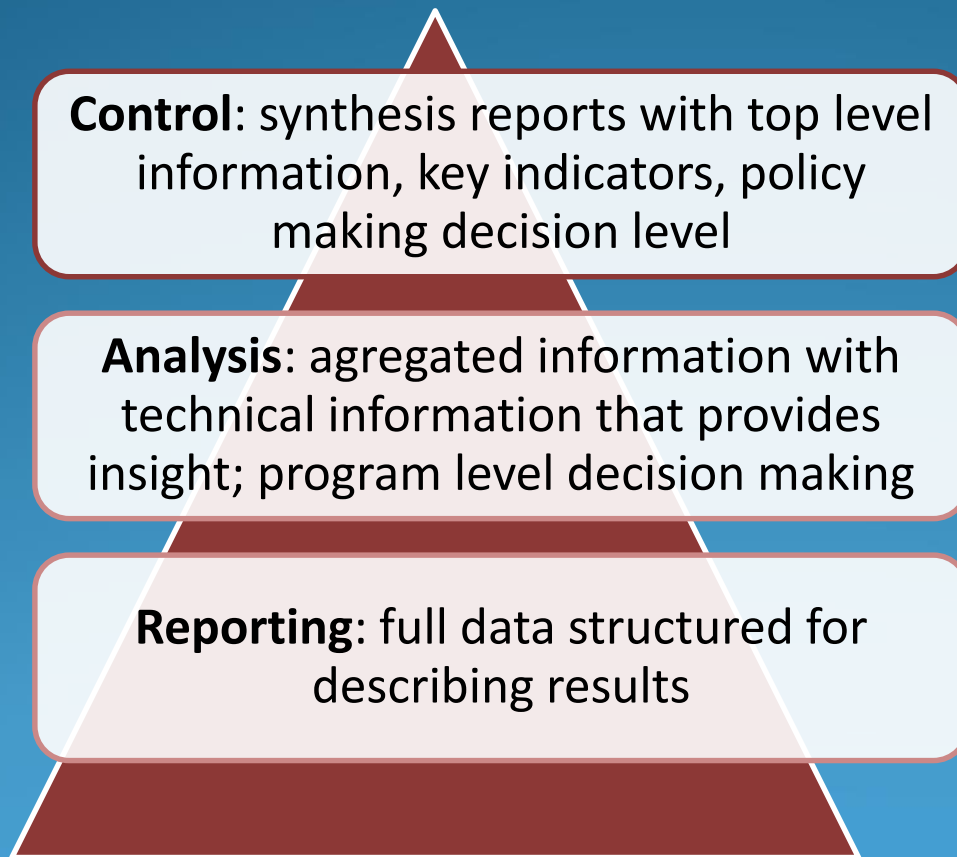 Control: synthesis reports with top level
information, key indicators, policy
making decision level
Analysis: agregated information with
technical information that provides
insight; program level decision making
Reporting: full data structured for
describing results